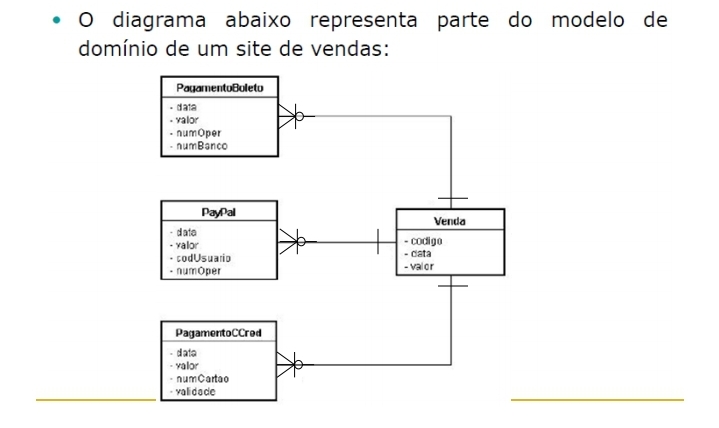 • O diagrama abaixo representa parte do modelo de
domínio de um site de vendas:
PagamentoBoleto
- data
- valor
- numOper
- numBanco
PayPal
- data
- valor
- codUsuario
- numOper
Venda
- codigo
- data
- valor
PagamentoCCred
- data
- valor
- numCartao
- validade